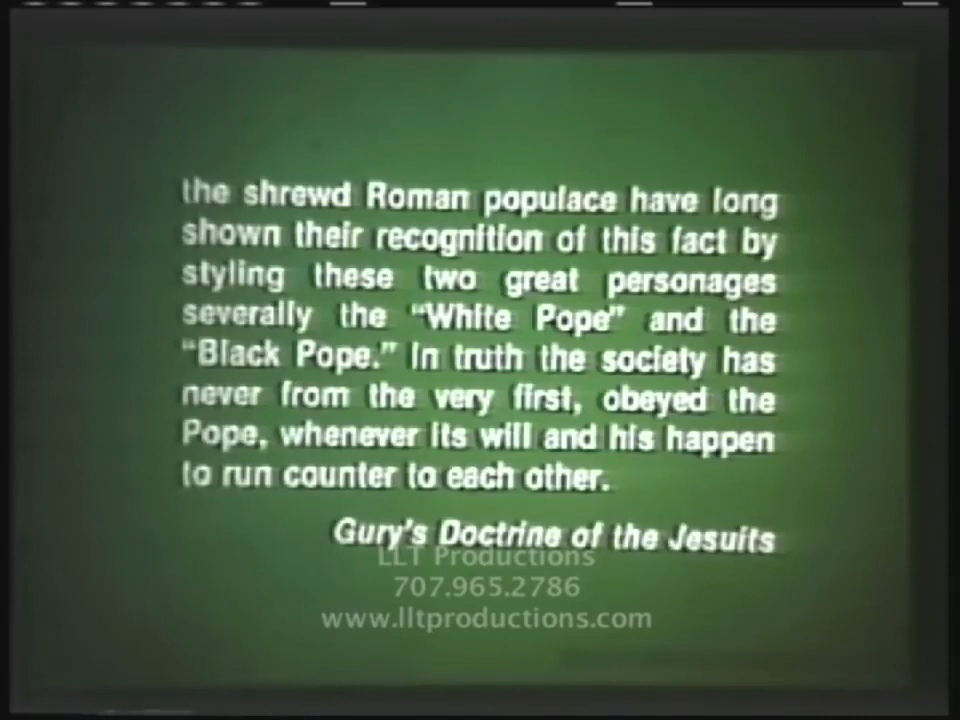 the shrewd Roman populace have long
shown their recognition of this fact by
styling these two great personages
severally the “White Pope” and the
“Black Pope.” In truth the society has
never from the very first, obeyed the
Pope, whenever its will and his happen
to run counter to each other.
Gury's Doctrine of the Jesuits
LLT Productions
707.965.2786
www.lltproductions.com